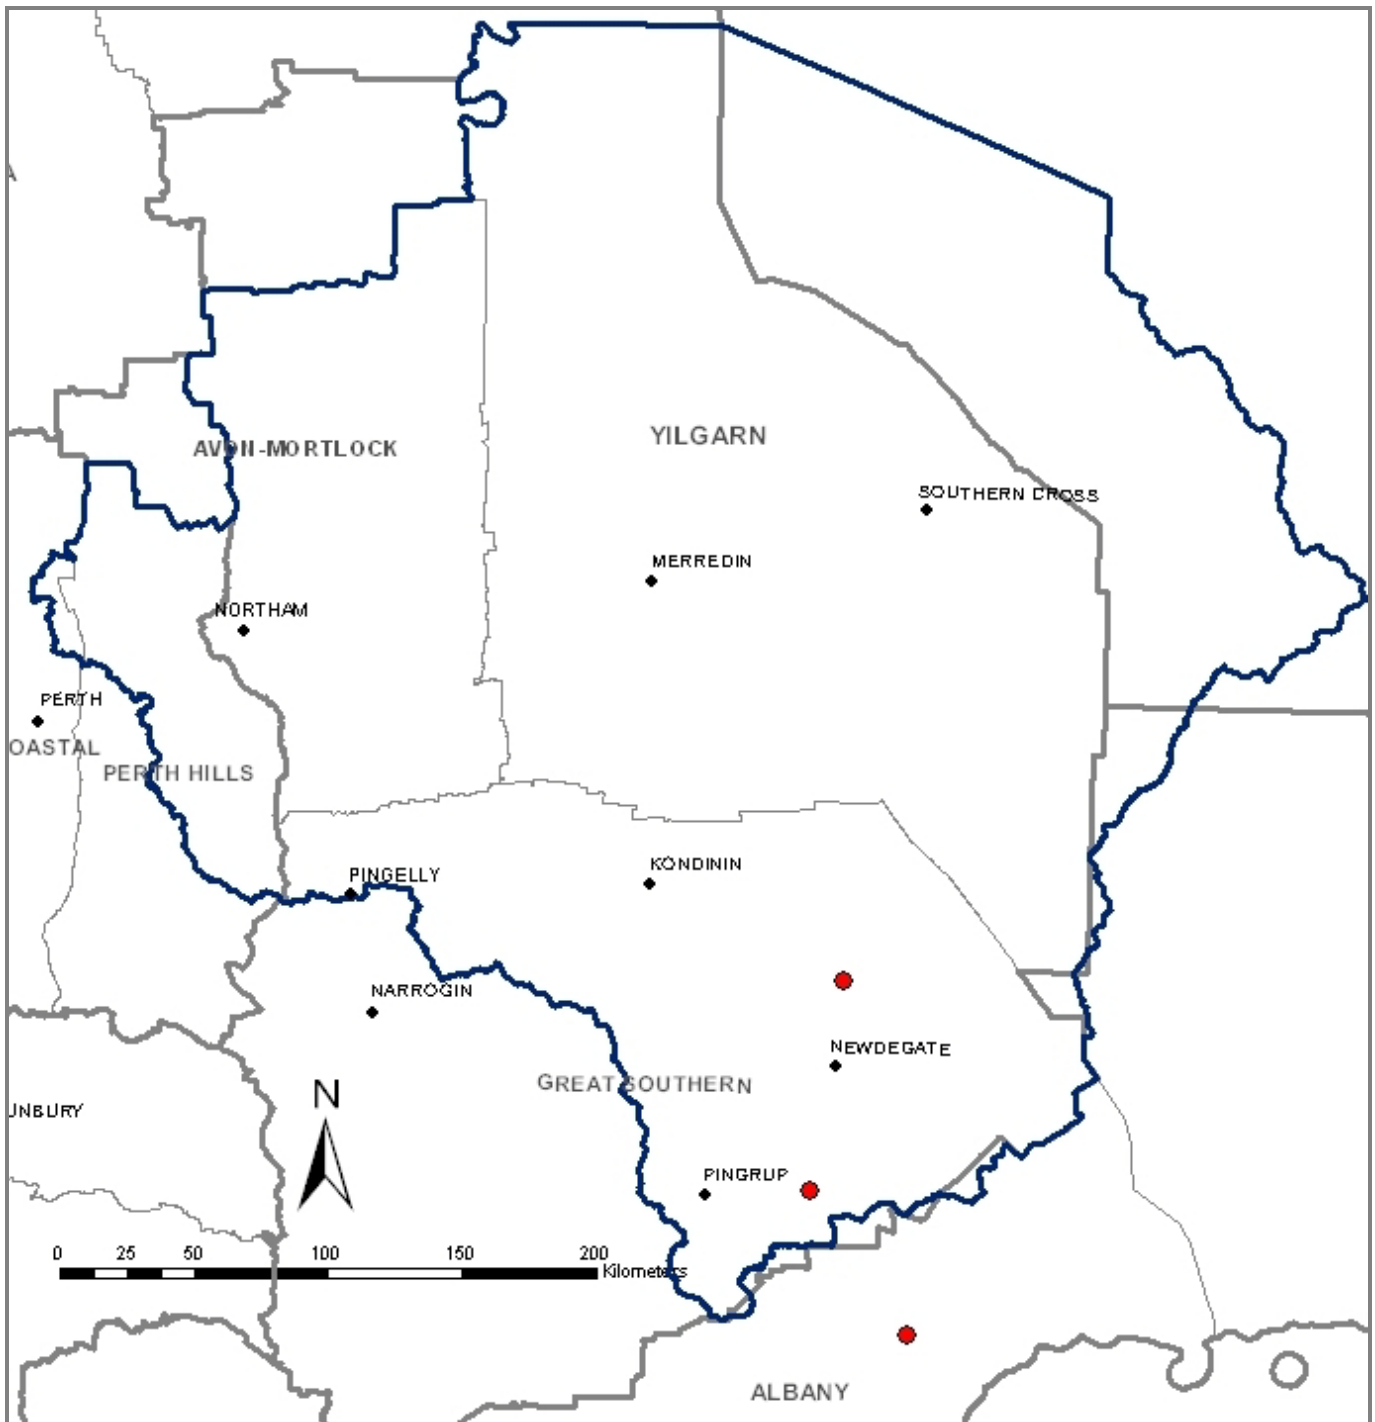 YILGARN
AVON-MORTLOCK
SOUTHERN CROSS
MERREDIN
NORTHAM
PERTH
OASTAL
PERTH HILLS
KONDININ
PINGELLY
NARROGIN
NEWDEGATE
GREAT SOUTHERN
N
UNBURY
PINGRUP
0 25 50 100 150 200
Kilometers
ALBANY